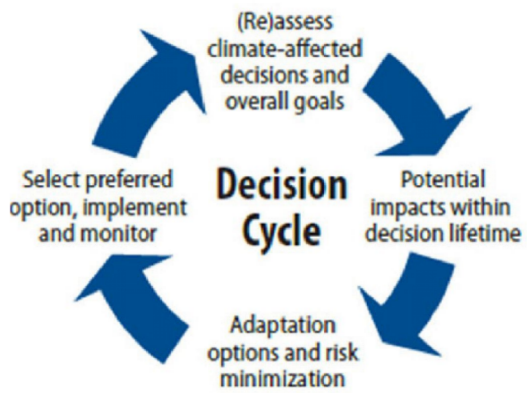 (Re)assess
climate-affected
decisions and
overall goals
Select preferred
option, implement
and monitor
Decision
Cycle
Potential
impacts within
decision lifetime
Adaptation
options and risk
minimization